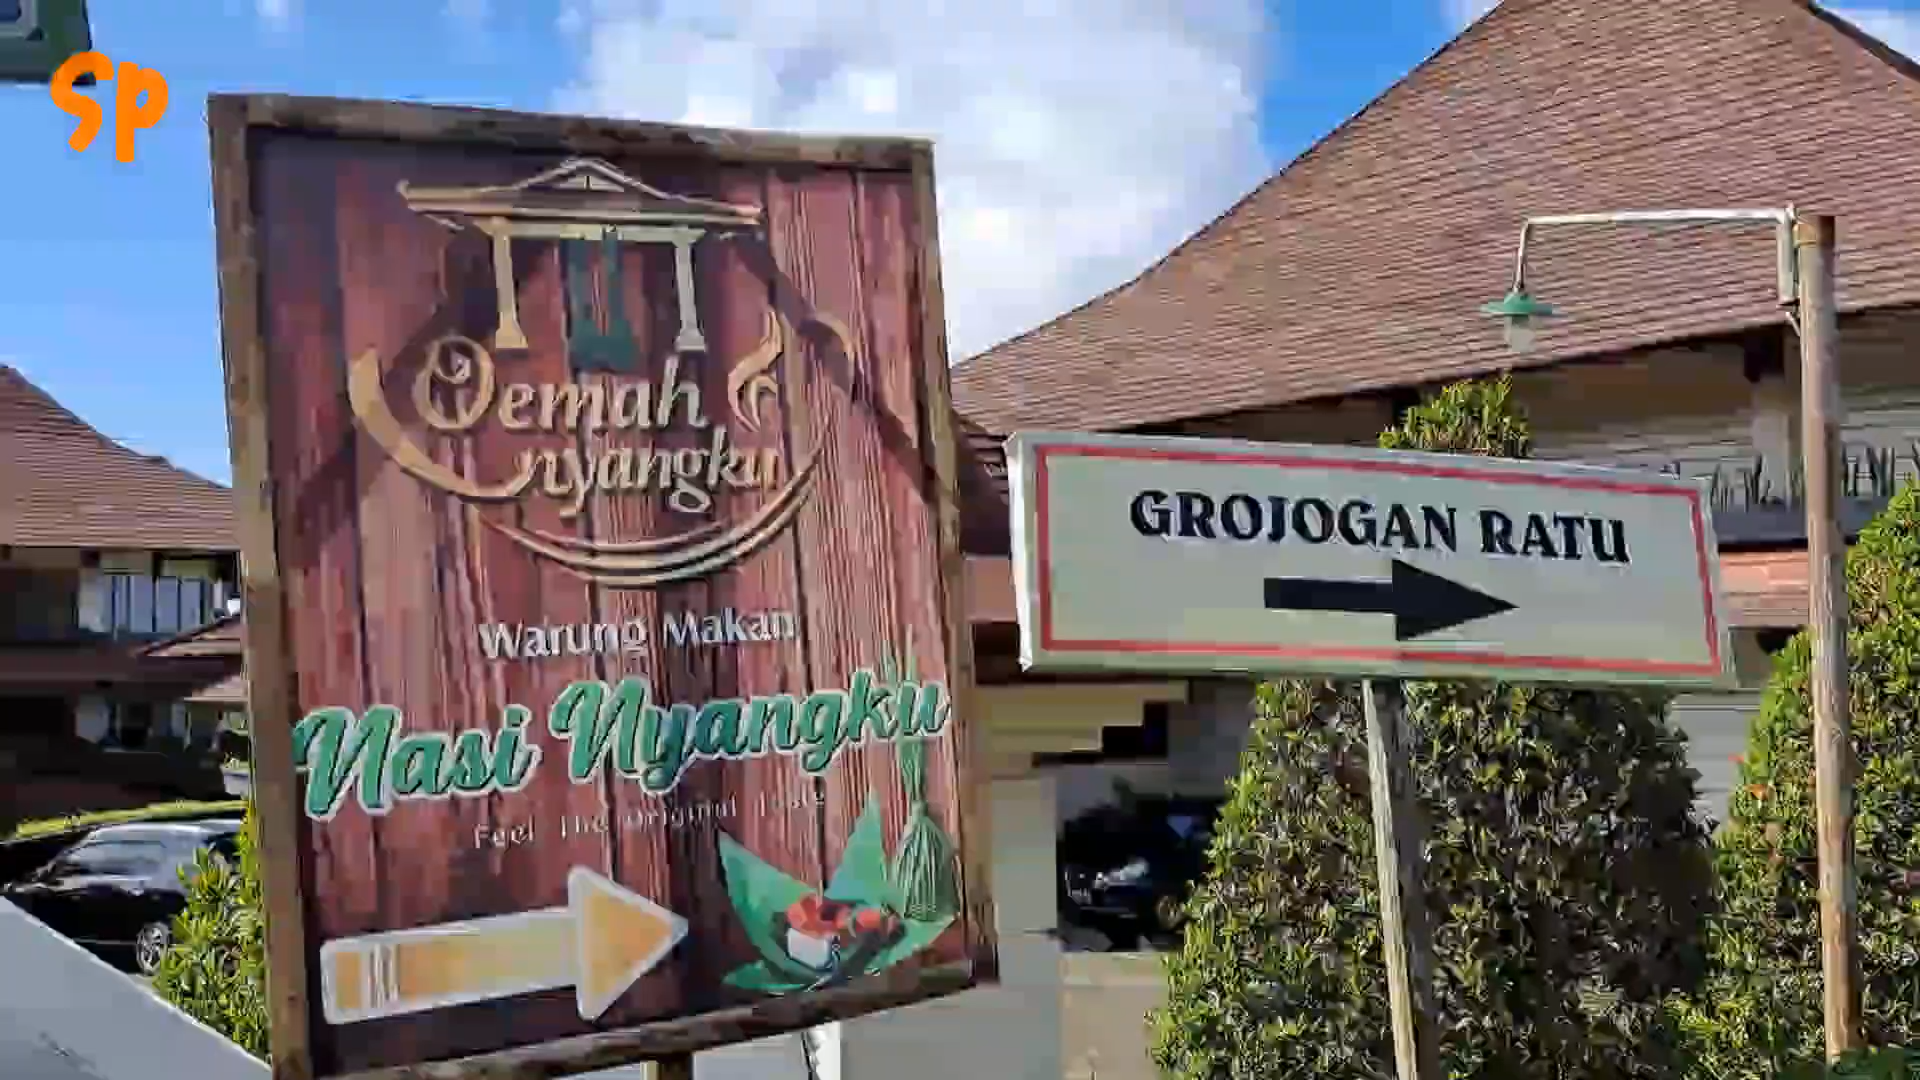 SP
Oemah
nyangku
Warung Makan
Nasi Nyangku
Feel The Original Taste
GROJOGAN RATU